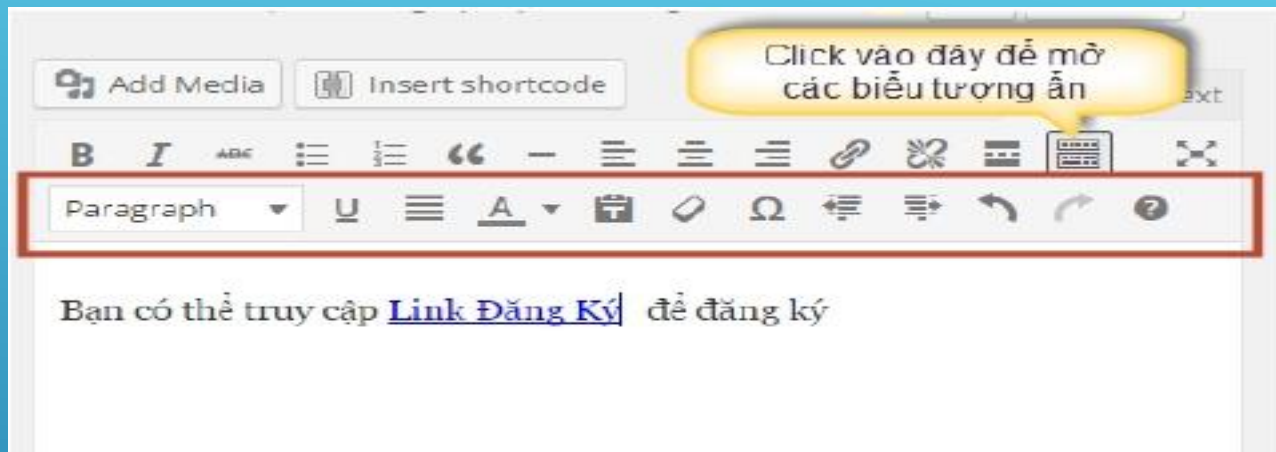 Click vào đây để mở
các biểu tượng ẩn
Add Media Insert shortcode
B I ABC
Paragraph U A Ω
Bạn có thể truy cập Link Đăng Ký để đăng ký